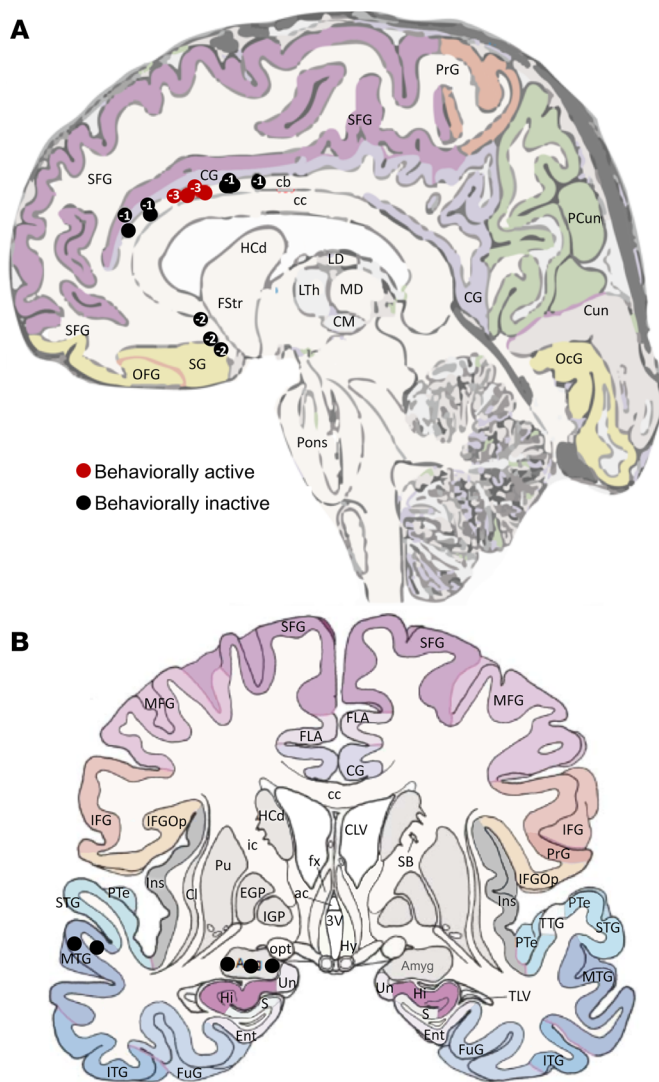 A
PrG
SFG
SFG
CG
-3
-3
-1
-1
-1
-1
cb
cc
PCun
HCd
LD
LTh
MD
FStr
CM
CG
Cun
-2
-2
-2
SFG
SG
OFG
OcG
Pons
Behaviorally active
Behaviorally inactive
B
SFG
SFG
MFG
MFG
FLA
FLA
CG
cc
IFG
IFGOp
HCd
CLV
IFG
ic
SB
PrG
Pu
fx
IFGOp
Ins
Cl
EGP
ac
Ins
PTe
PTe
STG
IGP
3V
TTG
STG
MTG
opt
Hy
PTe
Amyg
MTG
Un
Un
Hi
Hi
TLV
S
S
Ent
Ent
FuG
FuG
ITG
ITG